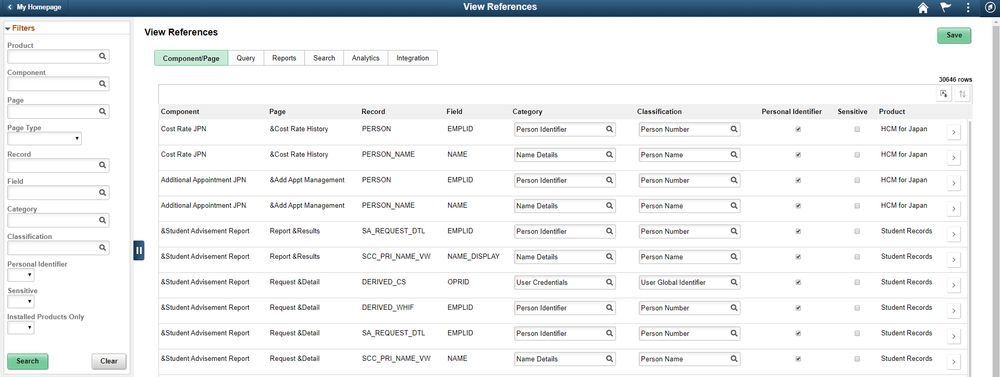 My Homepage
View References
Filters
Product
Component
Page
Page Type
Record
Field
Category
Classification
Personal Identifier
Sensitive
Installed Products Only
Search
Clear
View References
Save
Component/Page Query Reports Search Analytics Integration
30646 rows
Component Page Record Field Category Classification Personal Identifier Sensitive Product
Cost Rate JPN &Cost Rate History PERSON EMPLID Person Identifier Person Number HCM for Japan
Cost Rate JPN &Cost Rate History PERSON_NAME NAME Name Details Person Name HCM for Japan
Additional Appointment JPN &Add Appt Management PERSON EMPLID Person Identifier Person Number HCM for Japan
Additional Appointment JPN &Add Appt Management PERSON_NAME NAME Name Details Person Name HCM for Japan
&Student Advisement Report Report &Results SA_REQUEST_DTL EMPLID Person Identifier Person Number Student Records
&Student Advisement Report Report &Results SCC_PRI_NAME_VW NAME_DISPLAY Name Details Person Name Student Records
&Student Advisement Report Request &Detail DERIVED_CS OPRID User Credentials User Global Identifier Student Records
&Student Advisement Report Request &Detail DERIVED_WHIF EMPLID Person Identifier Person Number Student Records
&Student Advisement Report Request &Detail SA_REQUEST_DTL EMPLID Person Identifier Person Number Student Records
&Student Advisement Report Request &Detail SCC_PRI_NAME_VW NAME Name Details Person Name Student Records